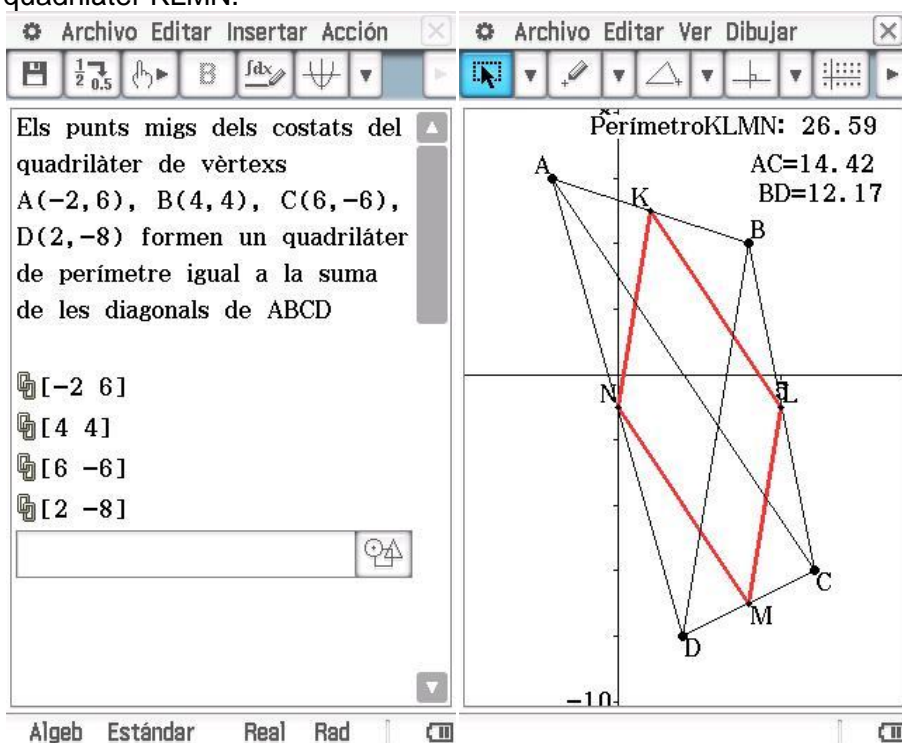 quadrilàter KLMN.
Archivo Editar Insertar Acción
B
Els punts migs dels costats del
quadrilàter de vèrtexs
A(-2,6), B(4,4), C(6,-6),
D(2,-8) formen un quadriláter
de perímetre igual a la suma
de les diagonals de ABCD
[-2 6]
[4 4]
[6 -6]
[2 -8]
Algeb Estándar Real Rad
Archivo Editar Ver Dibujar
PerímetroKLMN: 26.59
AC=14.42
BD=12.17
A
K
B
N
5
L
C
M
D
-10